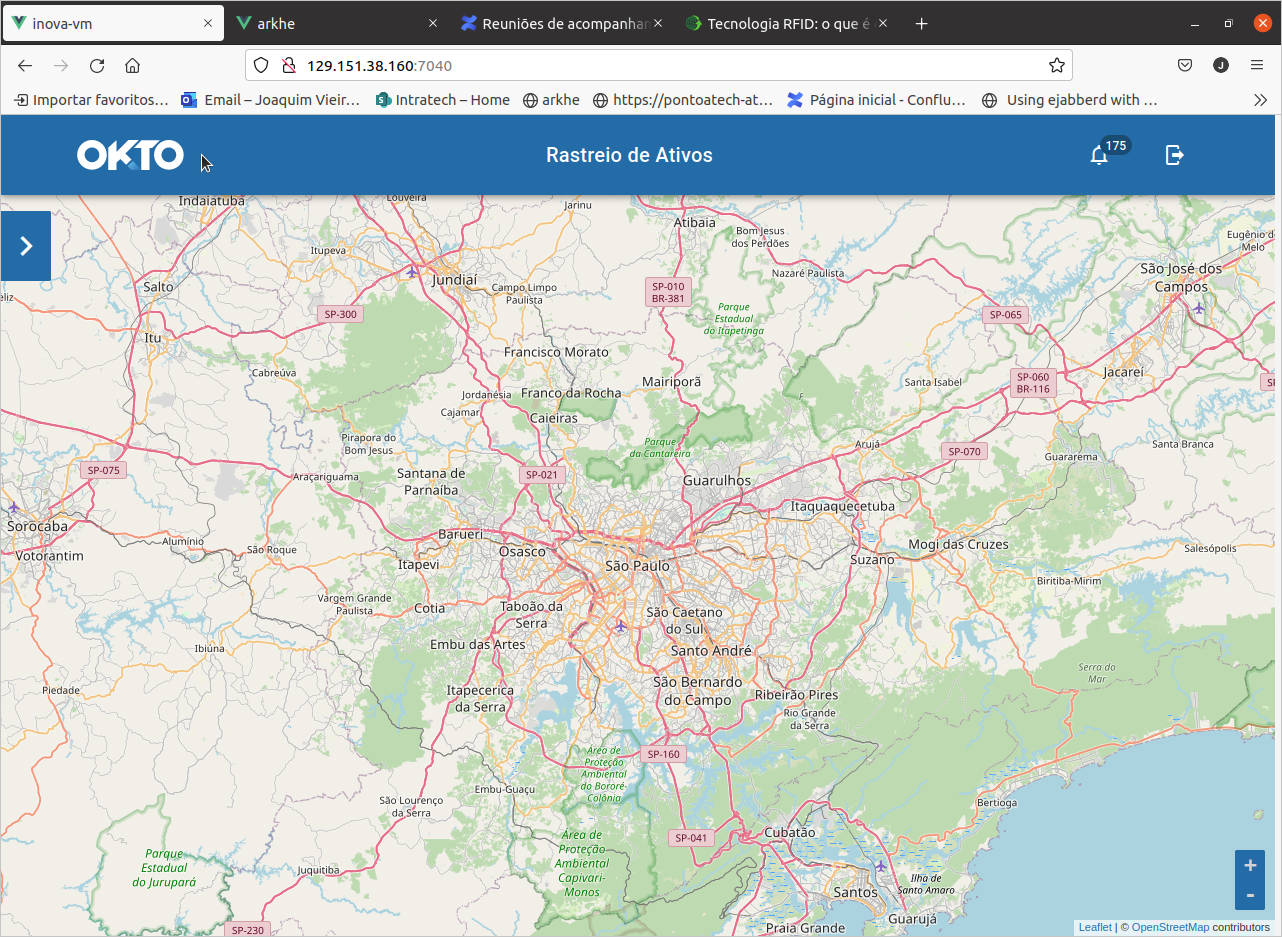 inova-vm
arkhe
Reuniões de acompanhar
Tecnologia RFID: o que é
129.151.38.160:7040
J
Importar favoritos…
Email – Joaquim Vieir…
Intratech – Home
arkhe
https://pontoatech-at…
Página inicial - Conflu…
Using ejabberd with …
OKTO
Rastreio de Ativos
175
Indaiatuba
Louveira
Jarinu
Atibaia
Bom Jesus
dos Perdões
Eugênio de
Melo
Itupeva
Jundiaí
Nazaré Paulista
São José dos
Campos
Salto
Campo Limpo
Paulista
SP-010
BR-381
eliz
SP-300
Parque
Estadual
do Itapetinga
SP-065
Itu
Francisco Morato
Cabreúva
Mairiporã
Santa Isabel
SP-060
BR-116
Jacareí
SI
Jordanésia
Franco da Rocha
F
Cajamar
Caieiras
Pirapora do
Bom Jesus
Parque
da Cantareira
Arujá
SP-070
Santa Branca
Guararema
SP-075
Araçariguama
Santana de
Parnaíba
SP-021
Guarulhos
Itaquaquecetuba
Sorocaba
Alumínio
Barueri
Votorantim
São Roque
Osasco
Mogi das Cruzes
Salesópolis
Itapevi
São Paulo
Suzano
Biritiba-Mirim
Vargem Grande
Paulista
Cotia
Taboão da
Serra
São Caetano
do Sul
Ibiúna
Embu das Artes
Santo André
Serra do
Mar
Piedade
Itapecerica
da Serra
São Bernardo
do Campo
Ribeirão Pires
Rio Grande
da Serra
SP-160
Área de
Proteção
Ambiental
do Bororé-
Colônia
Embu-Guaçu
São Lourenço
da Serra
Bertioga
SP-041
Cubatão
Área de
Proteção
Ambiental
Capivari-
Monos
Parque
Estadual
do Jurupará
Juquitiba
Ilha de
Santo Amaro
Santos
Guarujá
SP-230
Praia Grande
+
-
Leaflet | © OpenStreetMap contributors